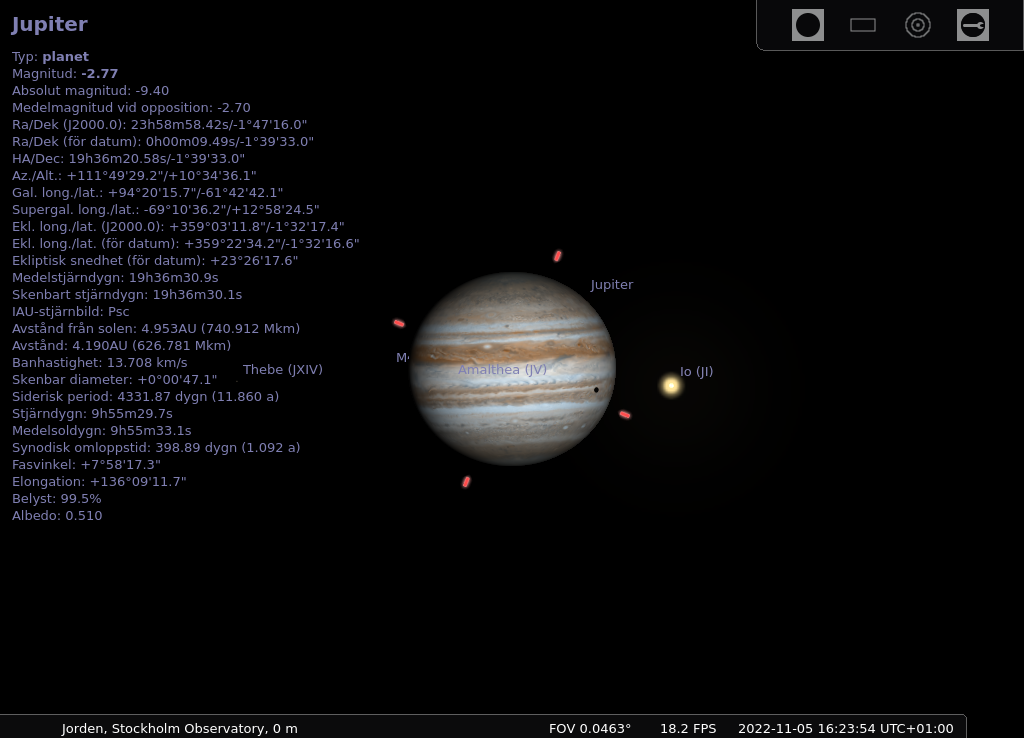 Jupiter
Typ: planet
Magnitud: -2.77
Absolut magnitud: -9.40
Medelmagnitud vid opposition: -2.70
Ra/Dek (J2000.0): 23h58m58.42s/-1°47'16.0"
Ra/Dek (för datum): 0h00m09.49s/-1°39'33.0"
HA/Dec: 19h36m20.58s/-1°39'33.0"
Az./Alt.: +111°49'29.2"/+10°34'36.1"
Gal. long./lat.: +94°20'15.7"/-61°42'42.1"
Supergal. long./lat.: -69°10'36.2"/+12°58'24.5"
Ekl. long./lat. (J2000.0): +359°03'11.8"/-1°32'17.4"
Ekl. long./lat. (för datum): +359°22'34.2"/-1°32'16.6"
Ekliptisk snedhet (för datum): +23°26'17.6"
Medelstjärndygn: 19h36m30.9s
Skenbart stjärndygn: 19h36m30.1s
IAU-stjärnbild: Psc
Avstånd från solen: 4.953AU (740.912 Mkm)
Avstånd: 4.190AU (626.781 Mkm)
Banhastighet: 13.708 km/s
Skenbar diameter: +0°00'47.1"
Siderisk period: 4331.87 dygn (11.860 a)
Stjärndygn: 9h55m29.7s
Medelsoldygn: 9h55m33.1s
Synodisk omloppstid: 398.89 dygn (1.092 a)
Fasvinkel: +7°58'17.3"
Elongation: +136°09'11.7"
Belyst: 99.5%
Albedo: 0.510
Jupiter
Thebe (JXIV)
Amalthea (JV)
Io (JI)
Jorden, Stockholm Observatory, 0 m
FOV 0.0463°
18.2 FPS
2022-11-05 16:23:54 UTC+01:00